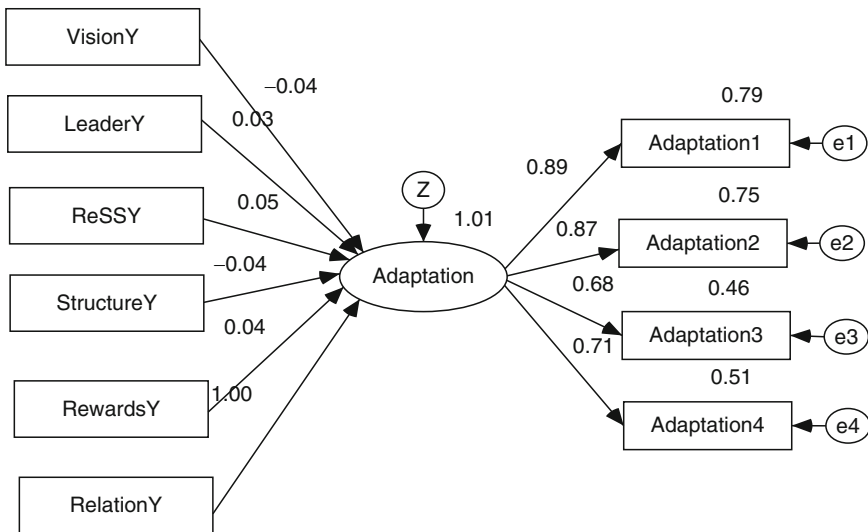 VisionY
−0.04
LeaderY
0.03
ReSSY
0.05
StructureY
−0.04
RewardsY
0.04
RelationY
1.00
Z
1.01
Adaptation
0.89
0.87
0.68
0.71
0.79
Adaptation1
e1
0.75
Adaptation2
e2
0.46
Adaptation3
e3
0.51
Adaptation4
e4